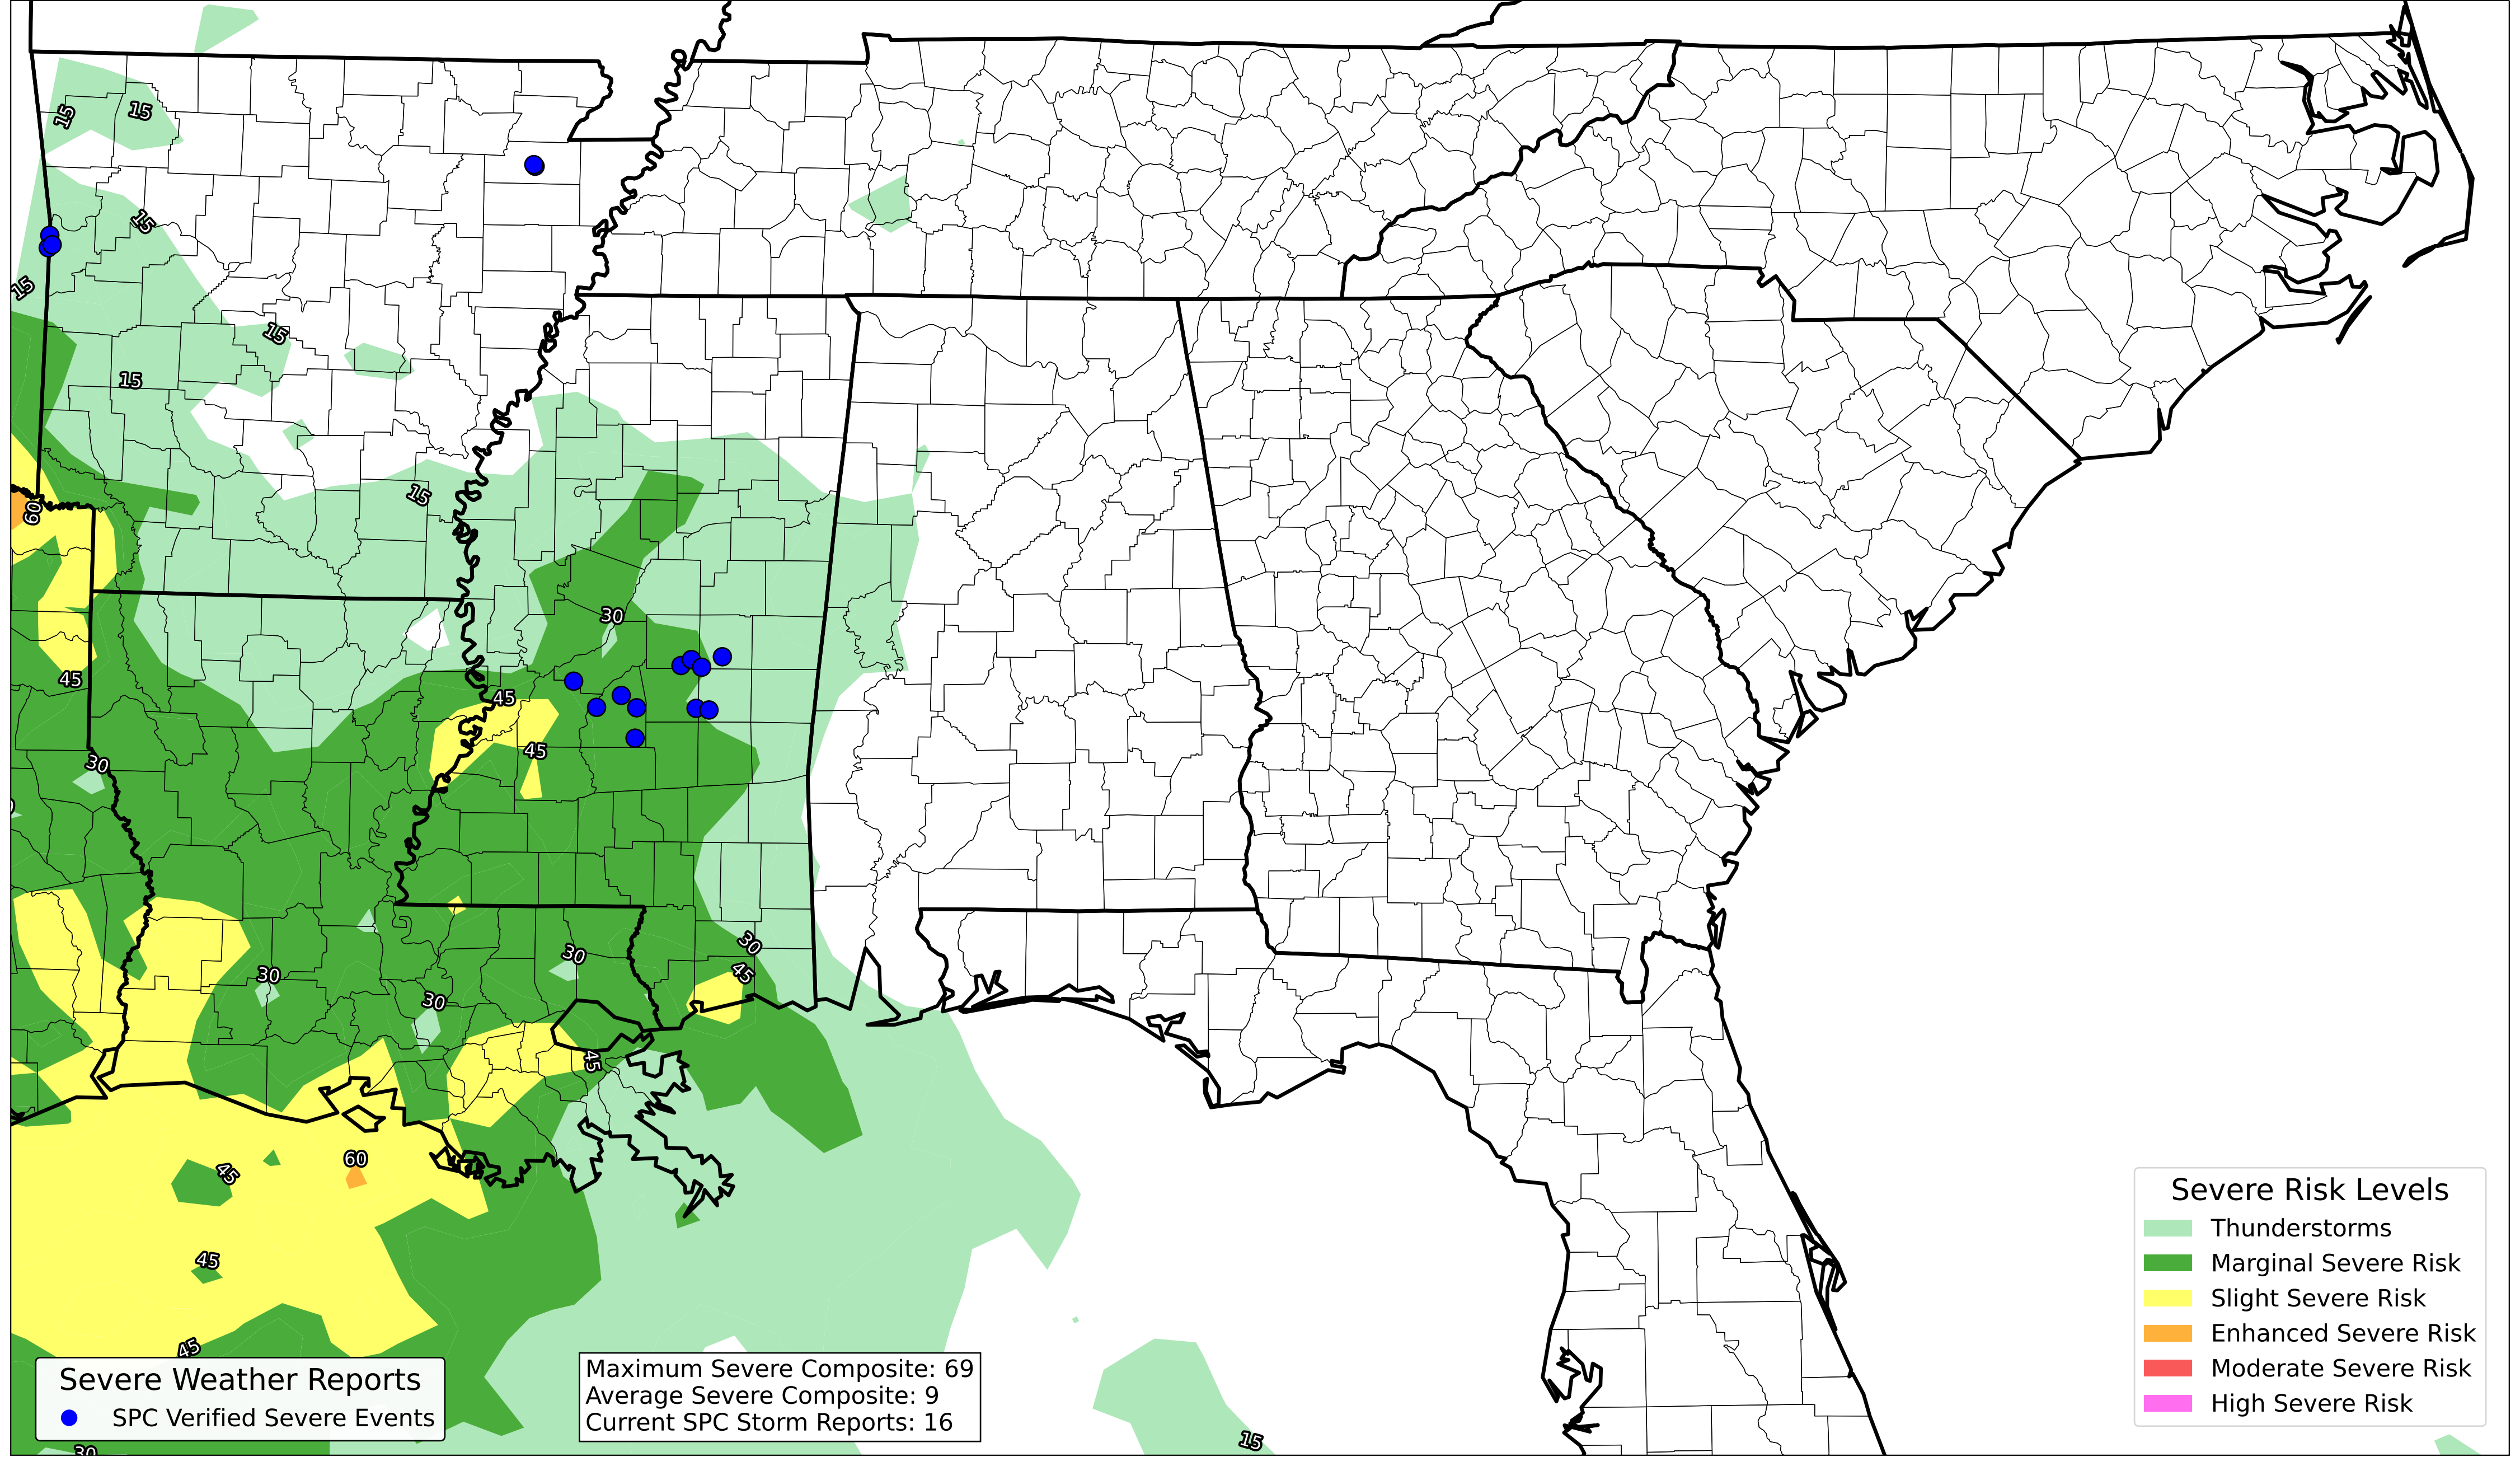 15
15
15
15
15
15
15
60
30
45
45
45
30
30
45
30
30
30
45
60
45
45
45
30
15
Severe Weather Reports
SPC Verified Severe Events
Maximum Severe Composite: 69
Average Severe Composite: 9
Current SPC Storm Reports: 16
Severe Risk Levels
Thunderstorms
Marginal Severe Risk
Slight Severe Risk
Enhanced Severe Risk
Moderate Severe Risk
High Severe Risk